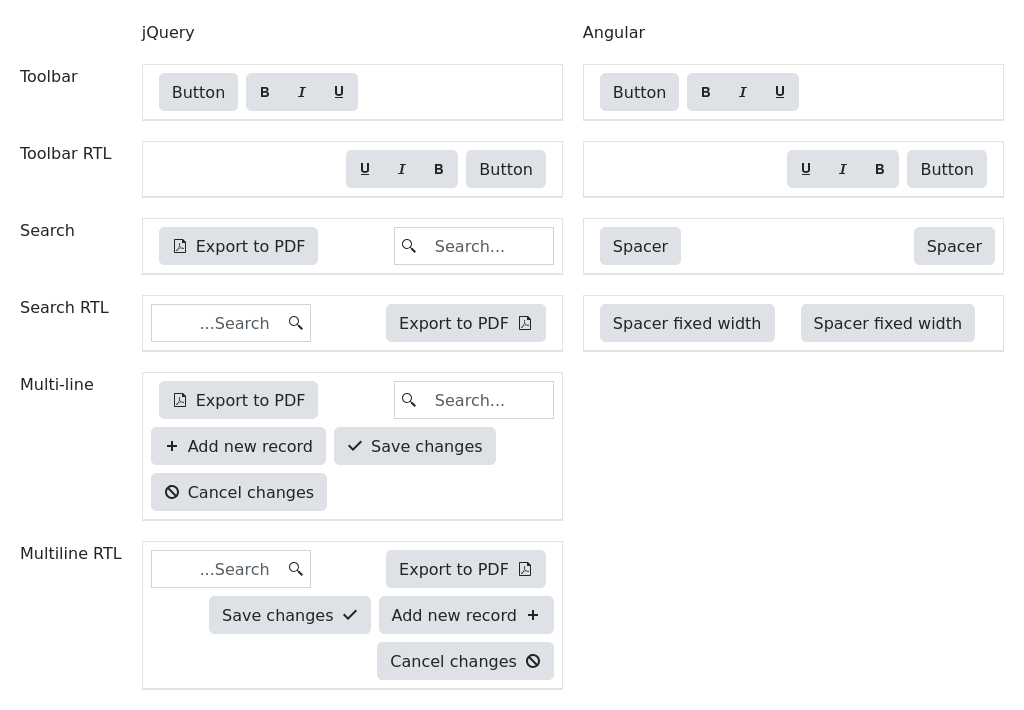 jQuery Angular
Toolbar Button B I U Button B I U
Toolbar RTL U I B Button U I B Button
Search Export to PDF Search... Spacer Spacer
Search RTL ...Search Export to PDF Spacer fixed width Spacer fixed width
Multi-line Export to PDF Search...
Add new record Save changes
Cancel changes
Multiline RTL ...Search Export to PDF
Save changes Add new record
Cancel changes